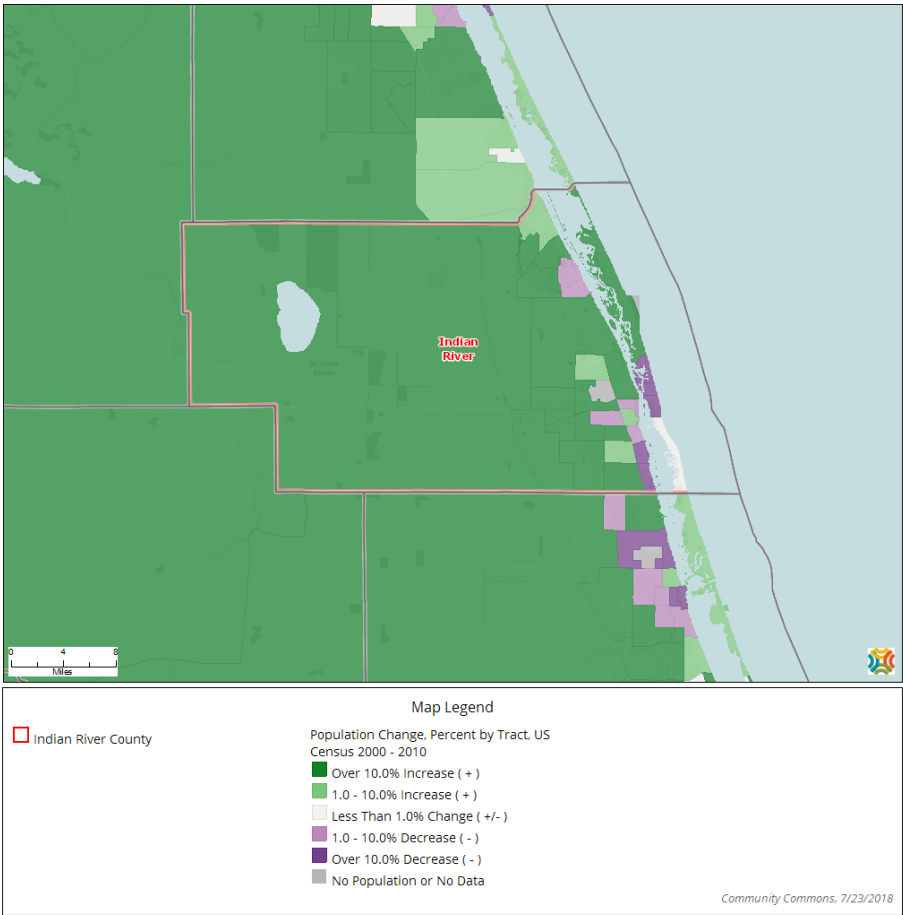 Indian
River
0 4 8
Miles
Map Legend
Indian River County
Population Change, Percent by Tract, US
Census 2000 - 2010
Over 10.0% Increase ( + )
1.0 - 10.0% Increase ( + )
Less Than 1.0% Change ( +/- )
1.0 - 10.0% Decrease ( - )
Over 10.0% Decrease ( - )
No Population or No Data
Community Commons, 7/23/2018